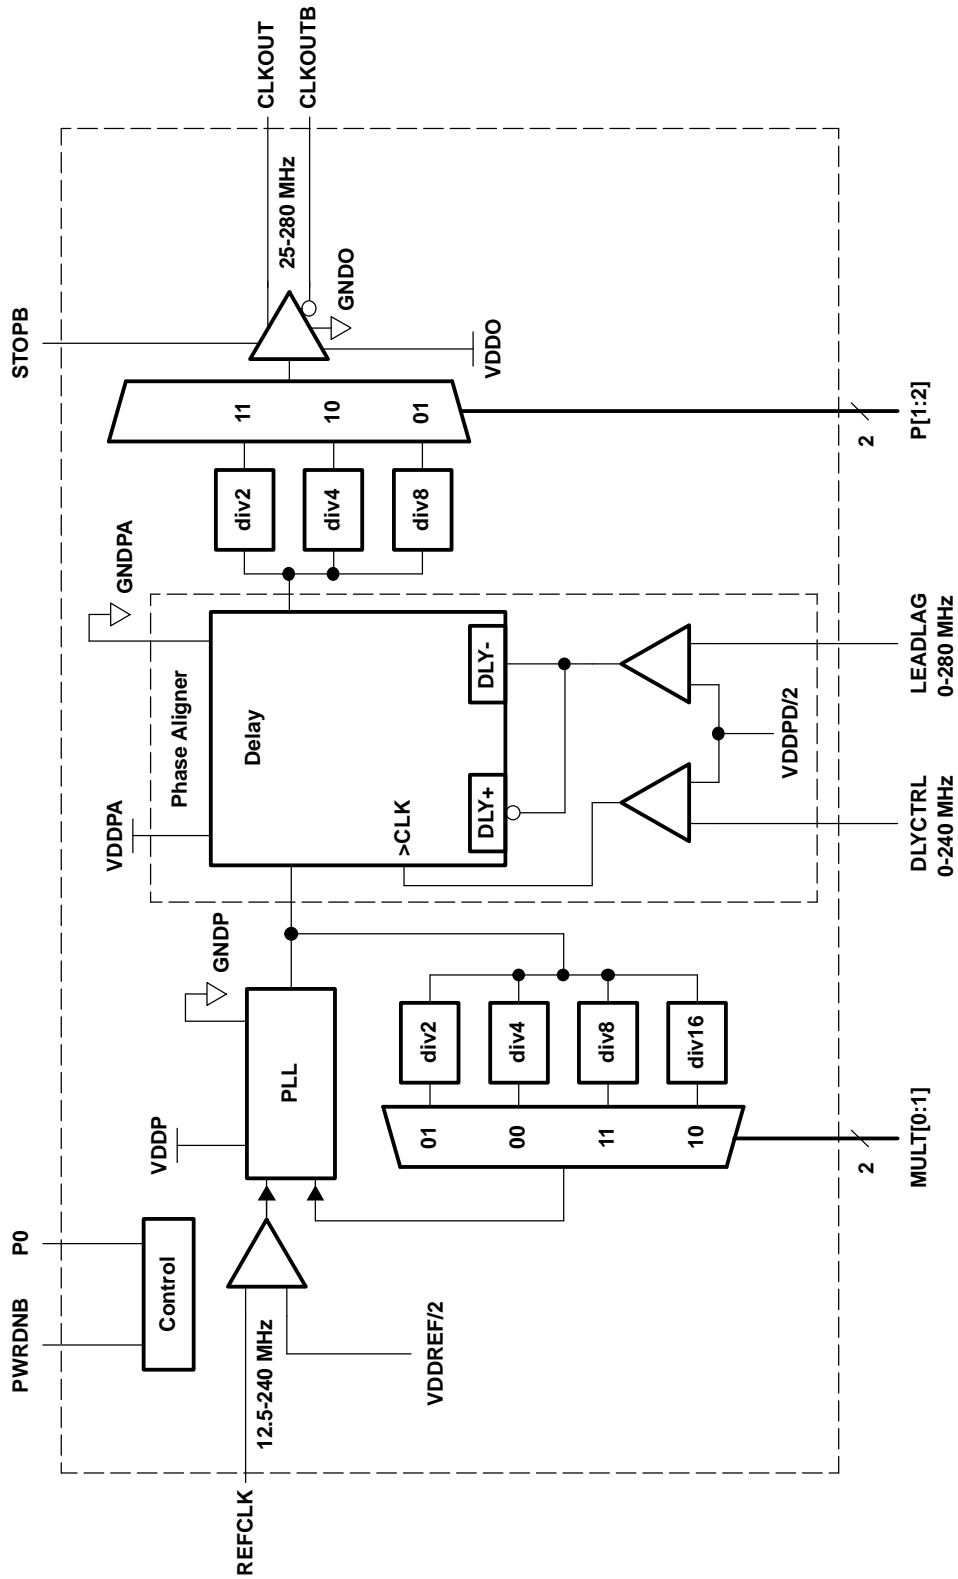 PWRDNB
P0
STOPB
Control
VDDP
GNDP
VDDPA
GNDPA
Phase Aligner
REFCLK
12.5-240 MHz
PLL
Delay
>CLK
DLY+
DLY-
div2
div4
div8
11
10
01
CLKOUT
25-280 MHz
CLKOUTB
GNDO
VDDO
VDDREF/2
01
00
11
10
div2
div4
div8
div16
VDDPD/2
2
MULT[0:1]
DLYCTRL
0-240 MHz
LEADLAG
0-280 MHz
2
P[1:2]